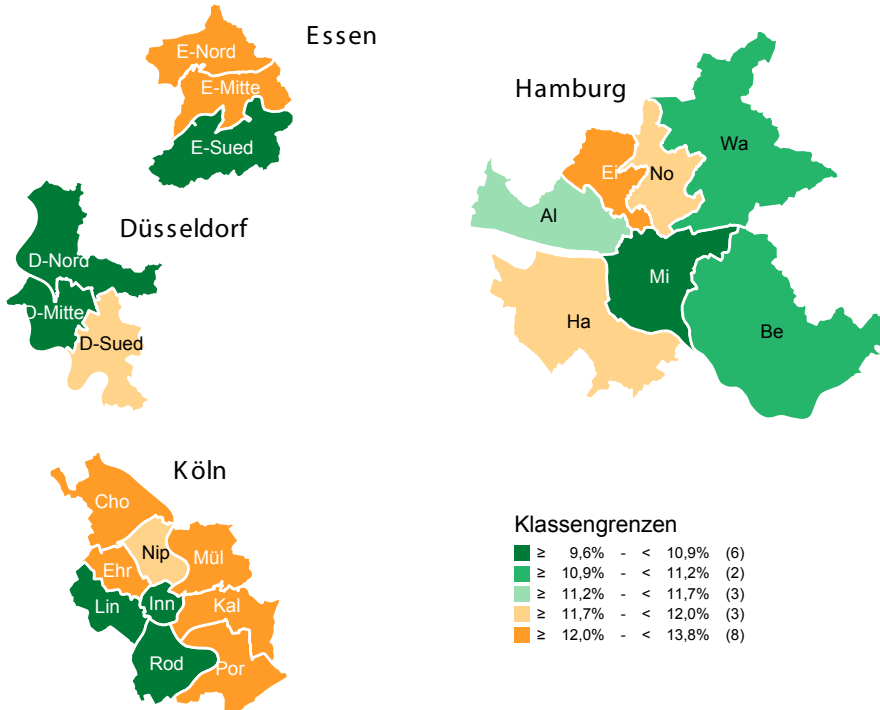 Essen
E-Nord
E-Mitte
E-Sued
Hamburg
Wa
Ei
No
Al
Mi
Ha
Be
Düsseldorf
D-Nord
D-Mitte
D-Sued
Köln
Cho
Nip
Mül
Ehr
Lin
Inn
Kal
Rod
Por
Klassengrenzen
≥ 9,6% - < 10,9% (6)
≥ 10,9% - < 11,2% (2)
≥ 11,2% - < 11,7% (3)
≥ 11,7% - < 12,0% (3)
≥ 12,0% - < 13,8% (8)